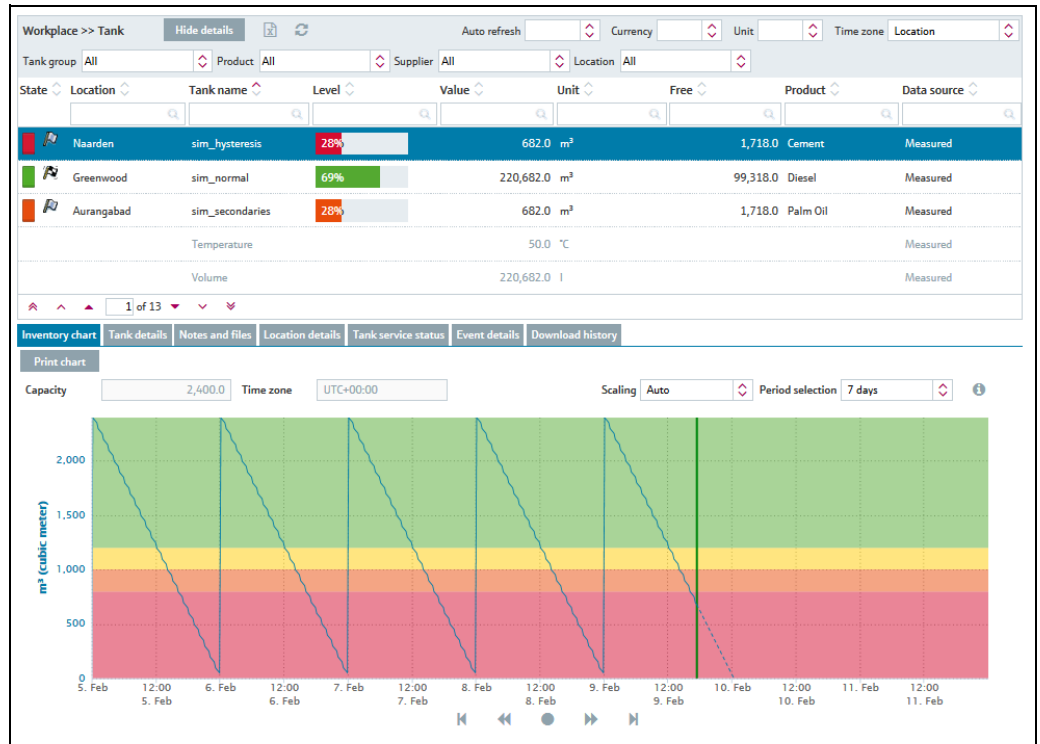 Workplace >> Tank Hide details Auto refresh Currency Unit Time zone Location
Tank group All Product All Supplier All Location All
State Location Tank name Level Value Unit Free Product Data source
Naarden sim_hysteresis 28% 682.0 m³ 1,718.0 Cement Measured
Greenwood sim_normal 69% 220,682.0 m³ 99,318.0 Diesel Measured
Aurangabad sim_secondaries 28% 682.0 m³ 1,718.0 Palm Oil Measured
Temperature 50.0 °C Measured
Volume 220,682.0 l Measured
1 of 13
Inventory chart Tank details Notes and files Location details Tank service status Event details Download history
Print chart
Capacity 2,400.0 Time zone UTC+00:00 Scaling Auto Period selection 7 days
m³ (cubic meter)
2,000
1,500
1,000
500
0
5. Feb 12:00 6. Feb 12:00 7. Feb 12:00 8. Feb 12:00 9. Feb 12:00 10. Feb 12:00 11. Feb 12:00
5. Feb 6. Feb 7. Feb 8. Feb 9. Feb 10. Feb 11. Feb